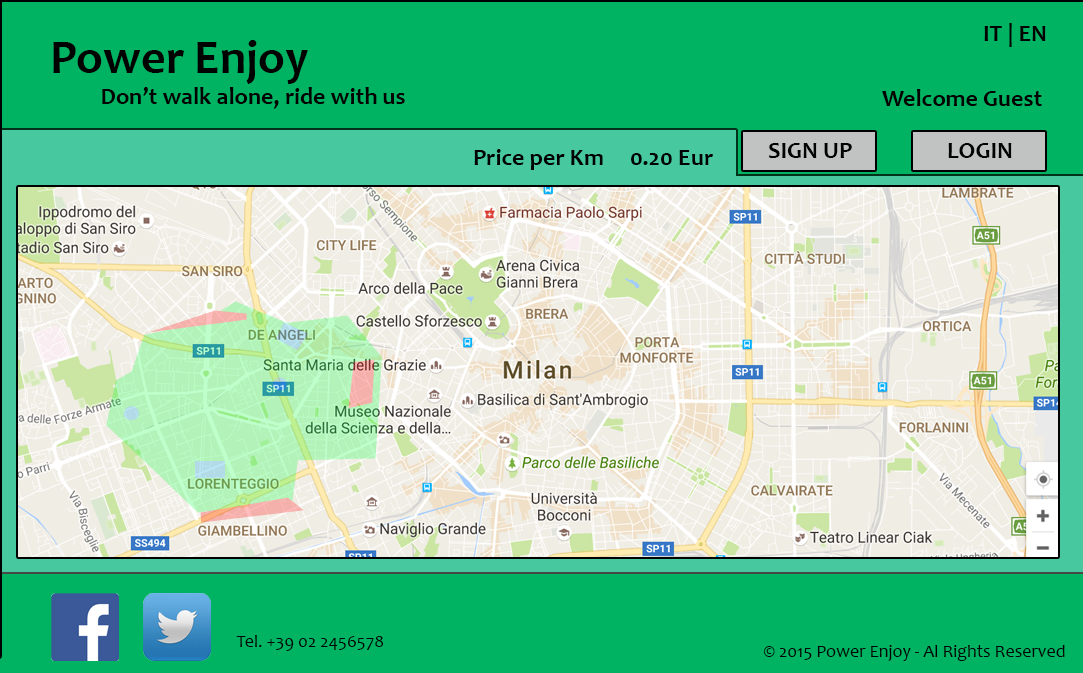 IT | EN
Power Enjoy
Don't walk alone, ride with us
Welcome Guest
SIGN UP
LOGIN
Price per Km 0.20 Eur
LAMBRATE
Ippodromo del
aloppo di San Siro
tadio San Siro
Corso Sempione
Farmacia Paolo Sarpi
SP11
A51
CITY LIFE
CITTÀ STUDI
SAN SIRO
Arena Civica
Gianni Brera
ARTO
GNINO
Arco della Pace
BRERA
Castello Sforzesco
ORTICA
DE ANGELI
PORTA
MONFORTE
SP11
Santa Maria delle Grazie
Milan
SP11
A51
SP11
Basilica di Sant'Ambrogio
SP14
a delle Forze Armate
Museo Nazionale
della Scienza e della...
FORLANINI
Parco delle Basiliche
o Parri
LORENTEGGIO
CALVAIRATE
Via Mecenate
Via Bisceglie
Università
Bocconi
GIAMBELLINO
Naviglio Grande
Teatro Linear Ciak
SS494
SP11
SP11
+
−
f
Tel. +39 02 2456578
© 2015 Power Enjoy - Al Rights Reserved